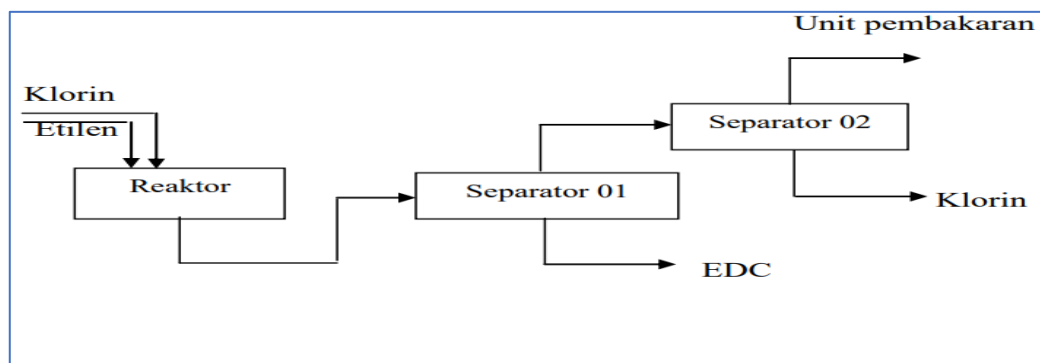 Unit pembakaran
Klorin
Etilen
Separator 02
Reaktor
Separator 01
Klorin
EDC